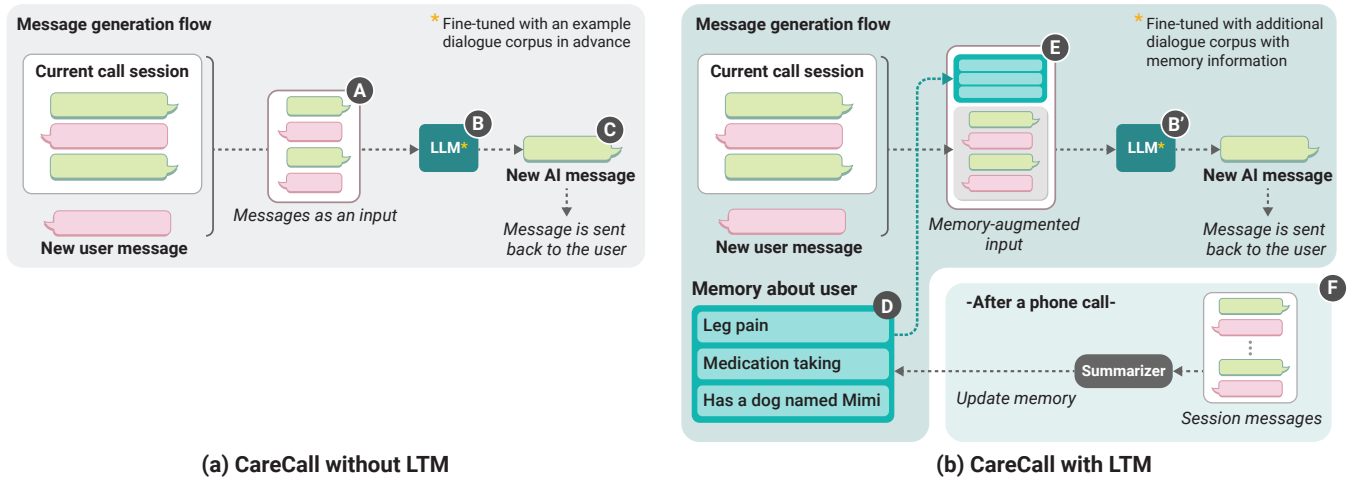 Message generation flow
* Fine-tuned with an example
dialogue corpus in advance
Current call session
A
B
C
LLM*
New AI message
Messages as an input
New user message
Message is sent
back to the user
(a) CareCall without LTM
Message generation flow
* Fine-tuned with additional
dialogue corpus with
memory information
Current call session
E
B’
LLM*
New AI message
New user message
Memory-augmented
input
Message is sent
back to the user
Memory about user
D
Leg pain
Medication taking
Has a dog named Mimi
F
-After a phone call-
Summarizer
Update memory
Session messages
(b) CareCall with LTM